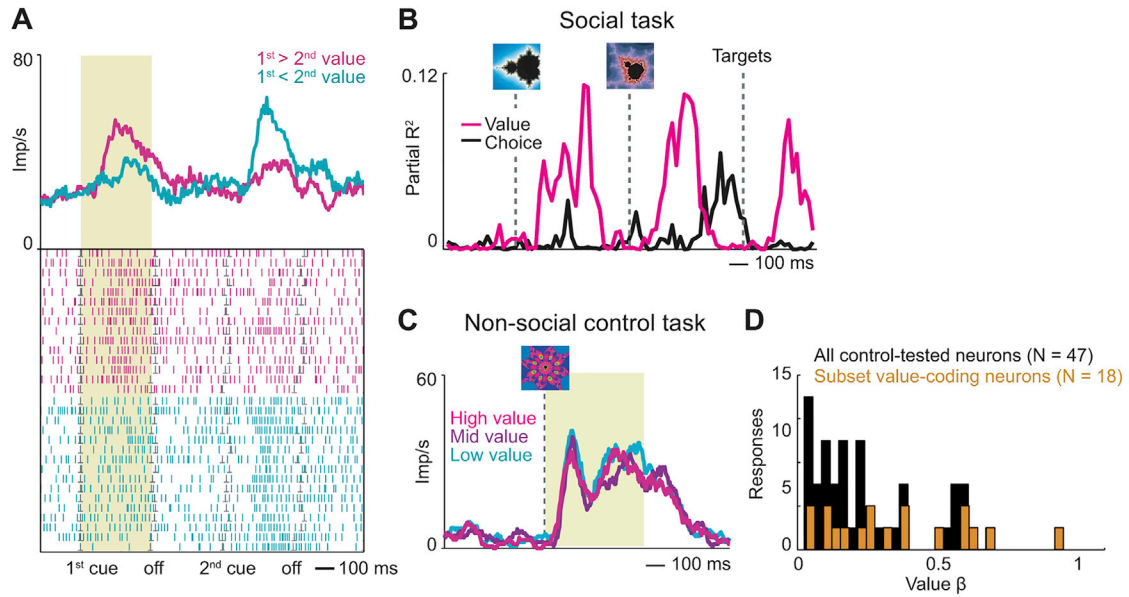 A
80
1st > 2nd value
1st < 2nd value
Imp/s
0
1st cue off 2nd cue off 100 ms
B
Social task
Targets
0.12
Value
Choice
Partial R²
0
100 ms
C
Non-social control task
60
High value
Mid value
Low value
Imp/s
0
100 ms
D
All control-tested neurons (N = 47)
Subset value-coding neurons (N = 18)
15
10
5
0
Responses
0 0.5 1
Value β